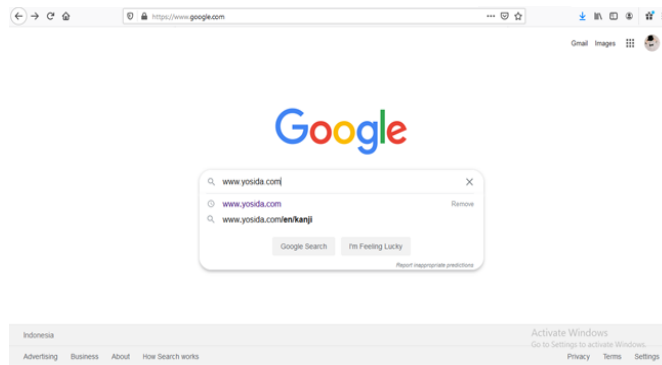 https://www.google.com
Gmail Images
Google
www.yosida.com
www.yosida.com Remove
www.yosida.com/en/kanji
Google Search I'm Feeling Lucky
Report inappropriate predictions
Indonesia
Activate Windows
Go to Settings to activate Windows.
Advertising Business About How Search works Privacy Terms Settings